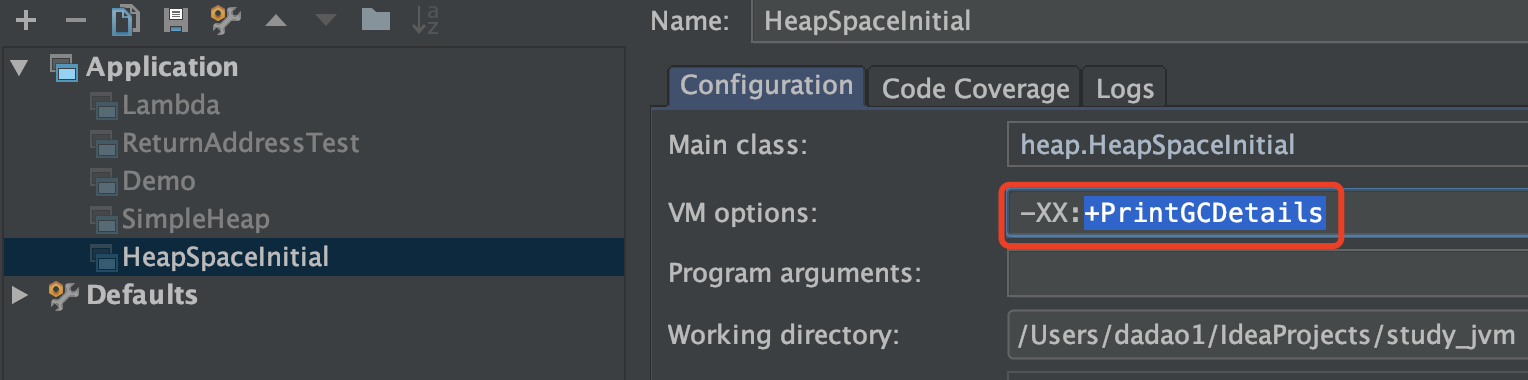 Name: HeapSpaceInitial
Application
Lambda
ReturnAddressTest
Demo
SimpleHeap
HeapSpaceInitial
Defaults
Configuration Code Coverage Logs
Main class: heap.HeapSpaceInitial
VM options: -XX:+PrintGCDetails
Program arguments:
Working directory: /Users/dadao1/IdeaProjects/study_jvm